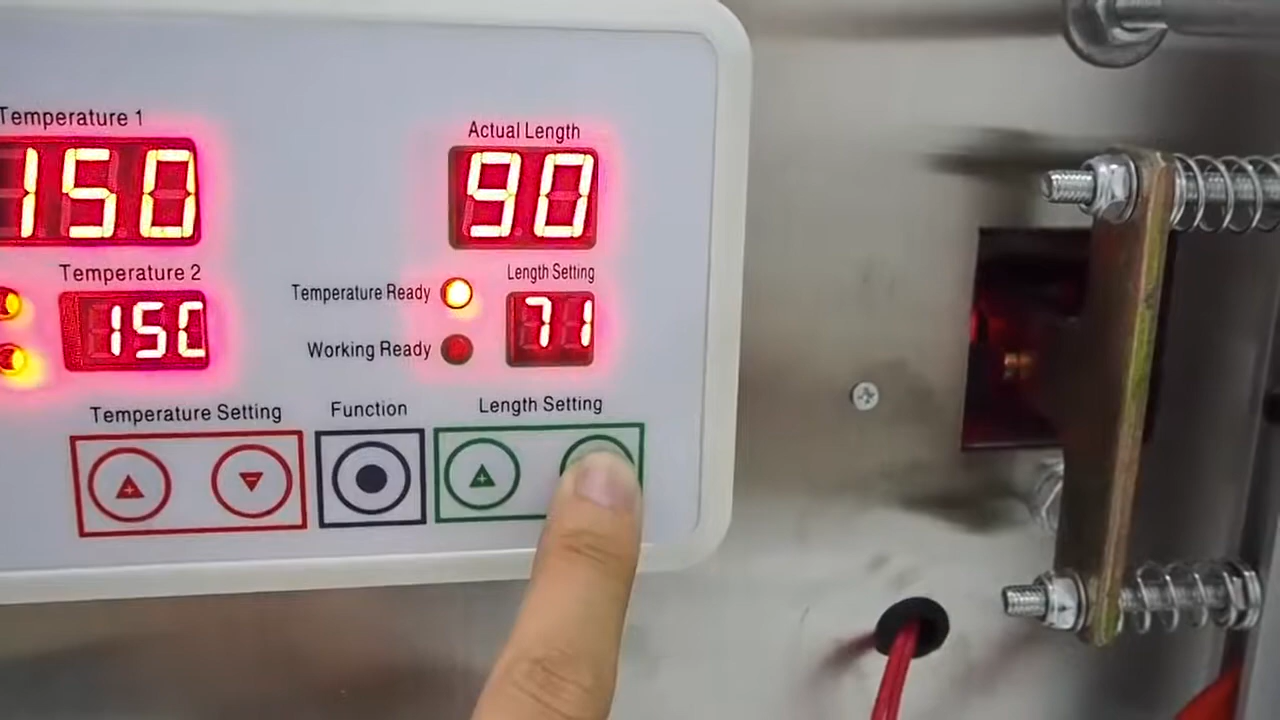 Temperature 1
Actual Length
150
90
Temperature 2
Length Setting
Temperature Ready
150
71
Working Ready
Temperature Setting
Function
Length Setting